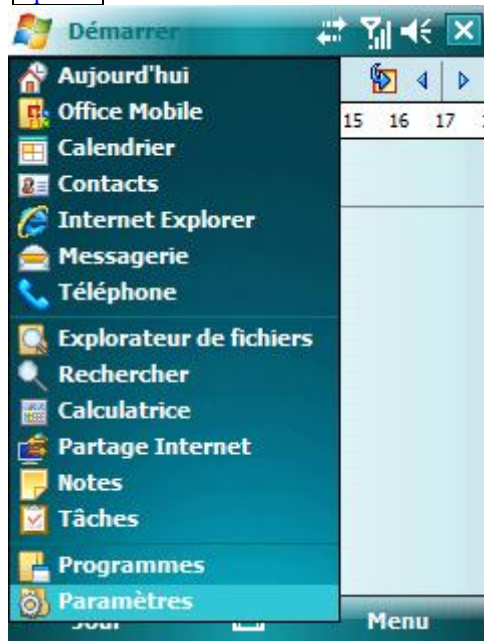 Démarrer
Aujourd'hui
15 16 17
Office Mobile
Calendrier
Contacts
Internet Explorer
Messagerie
Téléphone
Explorateur de fichiers
Rechercher
Calculatrice
Partage Internet
Notes
Tâches
Programmes
Paramètres
Menu